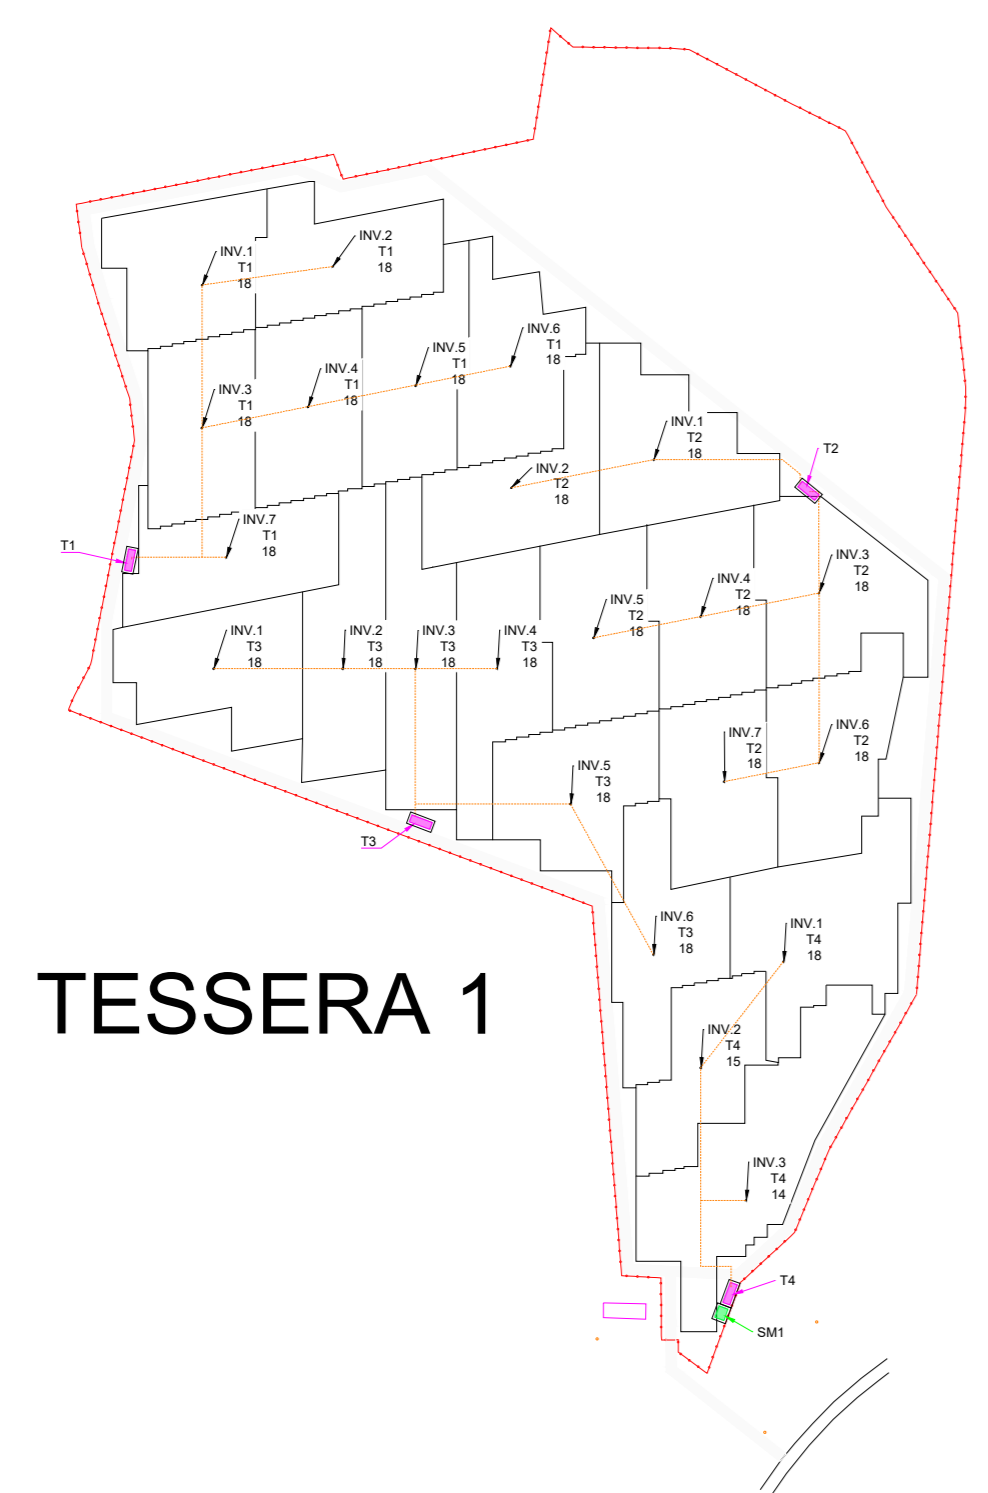 INV.2
T1
18
INV.1
T1
18
INV.6
T1
18
INV.5
T1
18
INV.4
T1
18
INV.3
T1
18
INV.1
T2
18
T2
INV.2
T2
18
INV.7
T1
18
T1
INV.3
T2
18
INV.4
T2
18
INV.5
T2
18
INV.1
T3
18
INV.2
T3
18
INV.3
T3
18
INV.4
T3
18
INV.6
T2
18
INV.7
T2
18
INV.5
T3
18
T3
INV.6
T3
18
INV.1
T4
18
TESSERA 1
INV.2
T4
15
INV.3
T4
14
T4
SM1